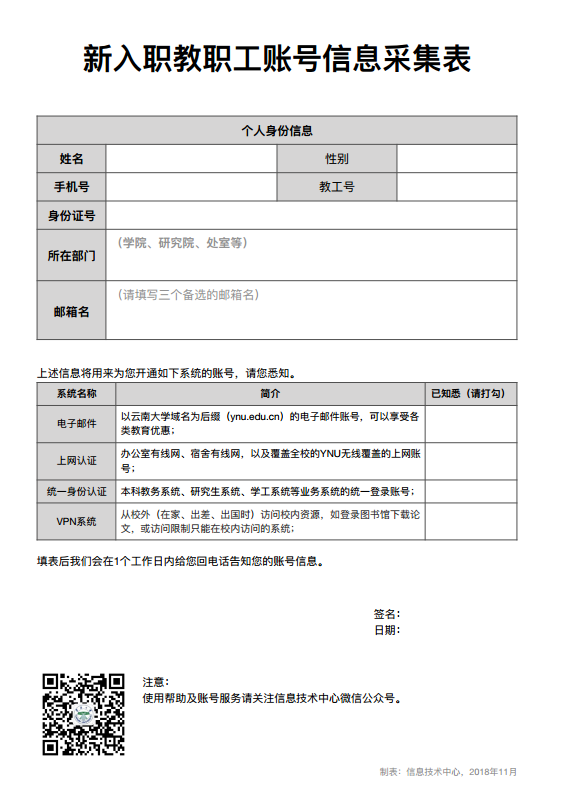 新入职教职工账号信息采集表
个人身份信息
姓名 性别
手机号 教工号
身份证号
所在部门 （学院、研究院、处室等）
邮箱名 （请填写三个备选的邮箱名）
上述信息将用来为您开通如下系统的账号，请您悉知。
系统名称 简介 已知悉（请打勾）
电子邮件 以云南大学域名为后缀（ynu.edu.cn）的电子邮件账号，可以享受各
类教育优惠；
上网认证 办公室有线网、宿舍有线网，以及覆盖全校的YNU无线覆盖的上网账
号；
统一身份认证 本科教务系统、研究生系统、学工系统等业务系统的统一登录账号；
VPN系统 从校外（在家、出差、出国时）访问校内资源，如登录图书馆下载论
文，或访问限制只能在校内访问的系统；
填表后我们会在1个工作日内给您回电话告知您的账号信息。
签名：
日期：
注意：
使用帮助及账号服务请关注信息技术中心微信公众号。
制表：信息技术中心，2018年11月